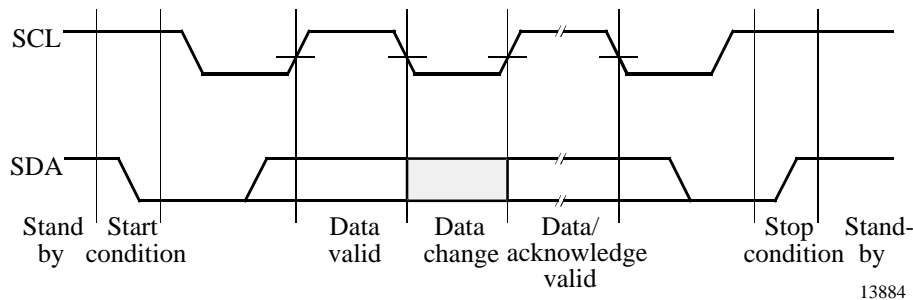 SCL
SDA
Stand by
Start condition
Data valid
Data change
Data/ acknowledge valid
Stop condition
Stand- by
13884